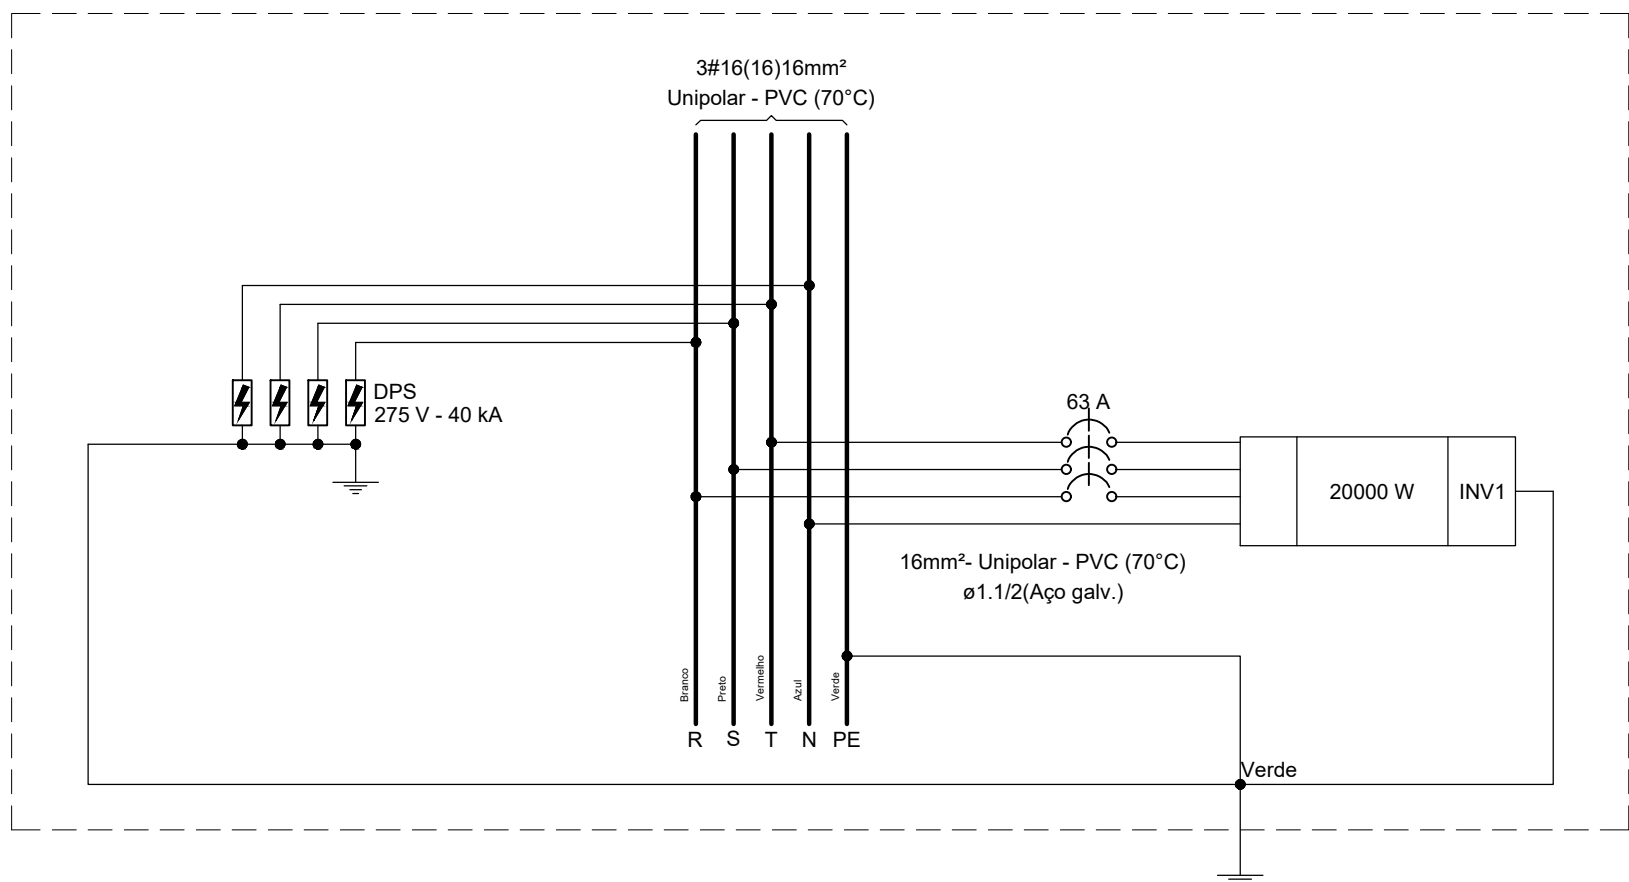 3#16(16)16mm²
Unipolar - PVC (70°C)
DPS
275 V - 40 kA
63 A
20000 W
INV1
16mm²- Unipolar - PVC (70°C)
ø1.1/2(Aço galv.)
Branco
Preto
Vermelho
Azul
Verde
R
S
T
N
PE
Verde